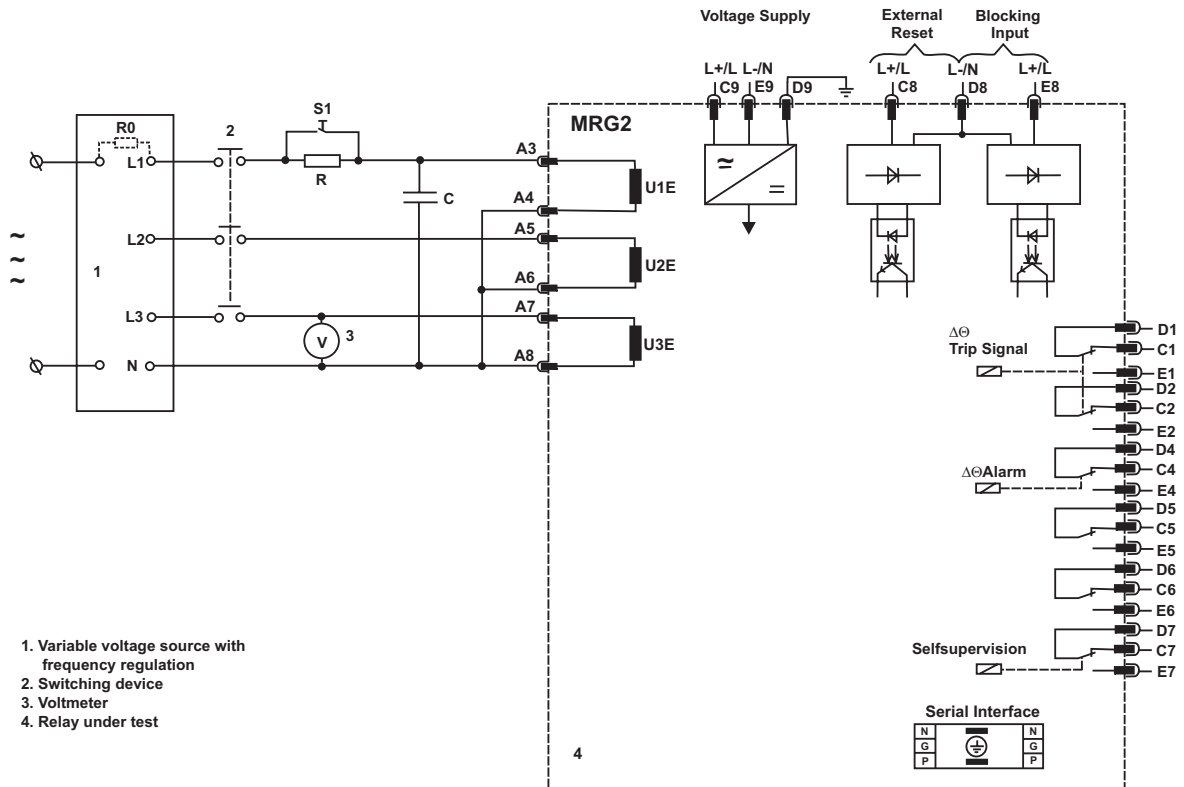 Voltage Supply
External
Reset
Blocking
Input
L+/L L-/N
C9 E9 D9
L+/L L-/N L+/L
C8 D8 E8
MRG2
R0
L1
2
S1
R
C
A3
U1E
A4
A5
L2
U2E
A6
1
A7
L3
V 3
U3E
A8
N
~
~
~
≂
=
ΔΘ
Trip Signal
D1
C1
E1
D2
C2
E2
D4
ΔΘAlarm
C4
E4
D5
C5
E5
D6
C6
E6
D7
Selfsupervision
C7
E7
1. Variable voltage source with
frequency regulation
2. Switching device
3. Voltmeter
4. Relay under test
4
Serial Interface
N N
G G
P P